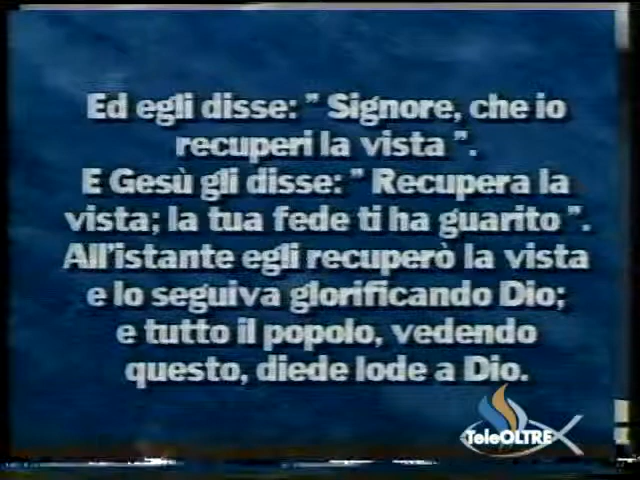 Ed egli disse: " Signore, che io
recuperi la vista ".
E Gesù gli disse: " Recupera la
vista; la tua fede ti ha guarito ".
All'istante egli recuperò la vista
e lo seguiva glorificando Dio;
e tutto il popolo, vedendo
questo, diede lode a Dio.
TeleOLTRE